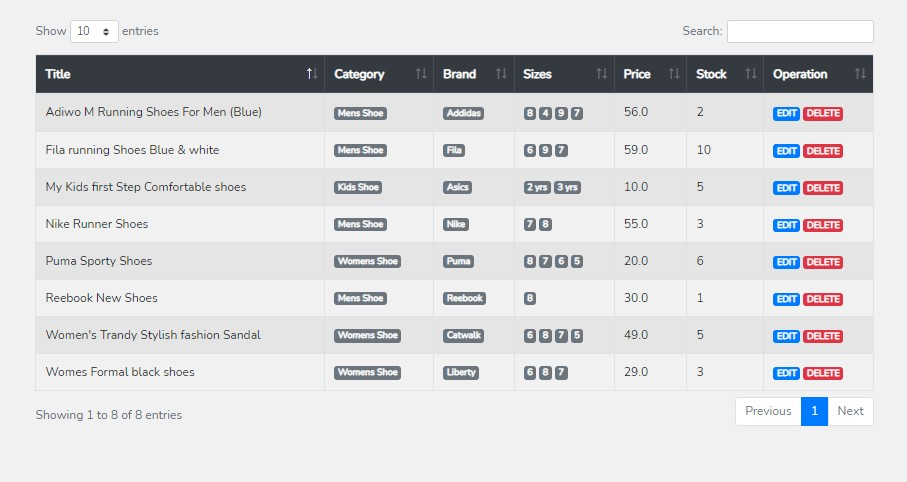 Show 10 entries Search:
Title Category Brand Sizes Price Stock Operation
Adiwo M Running Shoes For Men (Blue) Mens Shoe Addidas 8 4 9 7 56.0 2 EDIT DELETE
Fila running Shoes Blue & white Mens Shoe Fila 6 9 7 59.0 10 EDIT DELETE
My Kids first Step Comfortable shoes Kids Shoe Asics 2 yrs 3 yrs 10.0 5 EDIT DELETE
Nike Runner Shoes Mens Shoe Nike 7 8 55.0 3 EDIT DELETE
Puma Sporty Shoes Womens Shoe Puma 8 7 6 5 20.0 6 EDIT DELETE
Reebook New Shoes Mens Shoe Reebook 8 30.0 1 EDIT DELETE
Women's Trandy Stylish fashion Sandal Womens Shoe Catwalk 6 8 7 5 49.0 5 EDIT DELETE
Womes Formal black shoes Womens Shoe Liberty 6 8 7 29.0 3 EDIT DELETE
Showing 1 to 8 of 8 entries Previous 1 Next